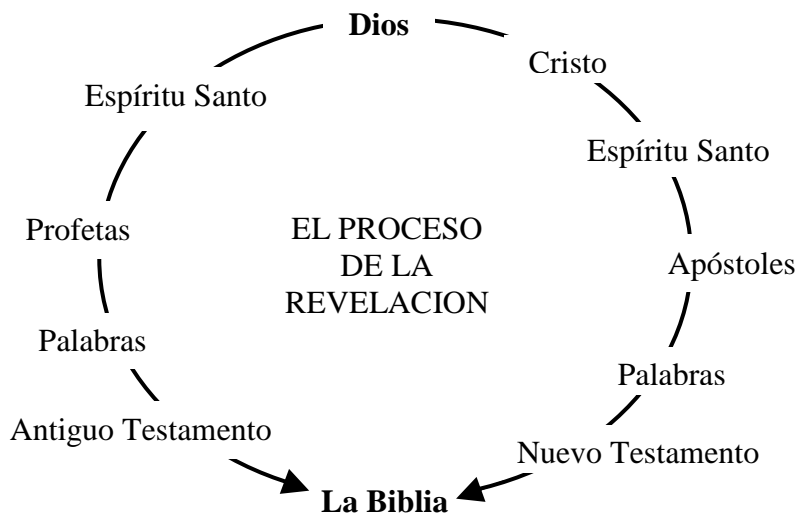 Dios
Cristo
Espíritu Santo
Espíritu Santo
Profetas
EL PROCESO
DE LA
REVELACION
Apóstoles
Palabras
Palabras
Antiguo Testamento
Nuevo Testamento
La Biblia